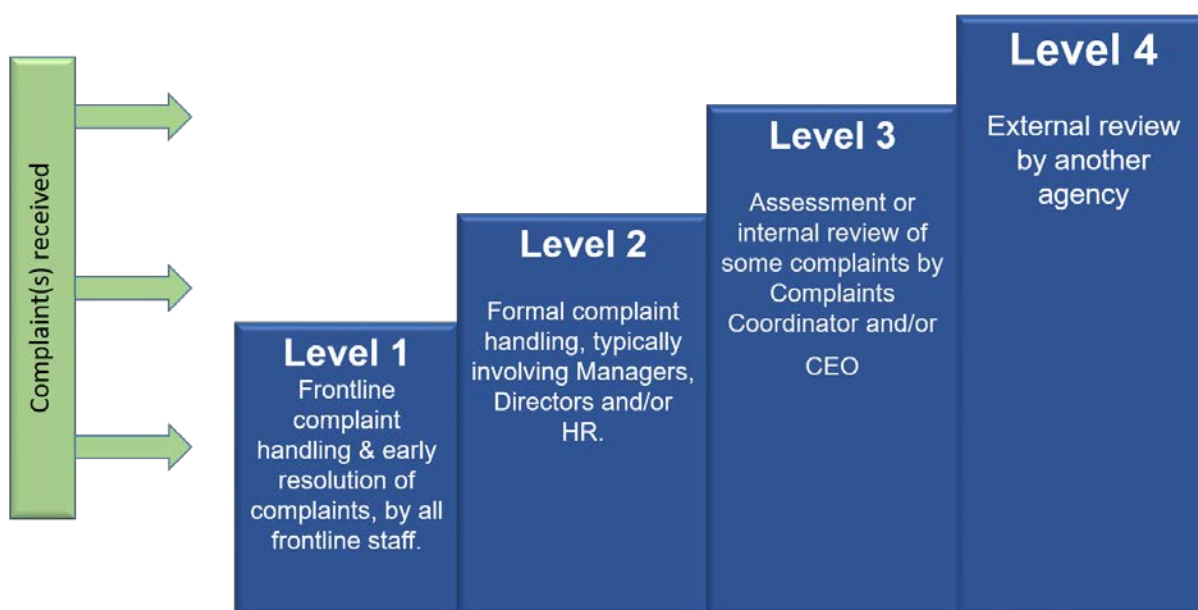 Complaint(s) received
Level 1
Frontline
complaint
handling & early
resolution of
complaints, by all
frontline staff.
Level 2
Formal complaint
handling, typically
involving Managers,
Directors and/or
HR.
Level 3
Assessment or
internal review of
some complaints by
Complaints
Coordinator and/or
CEO
Level 4
External review
by another
agency